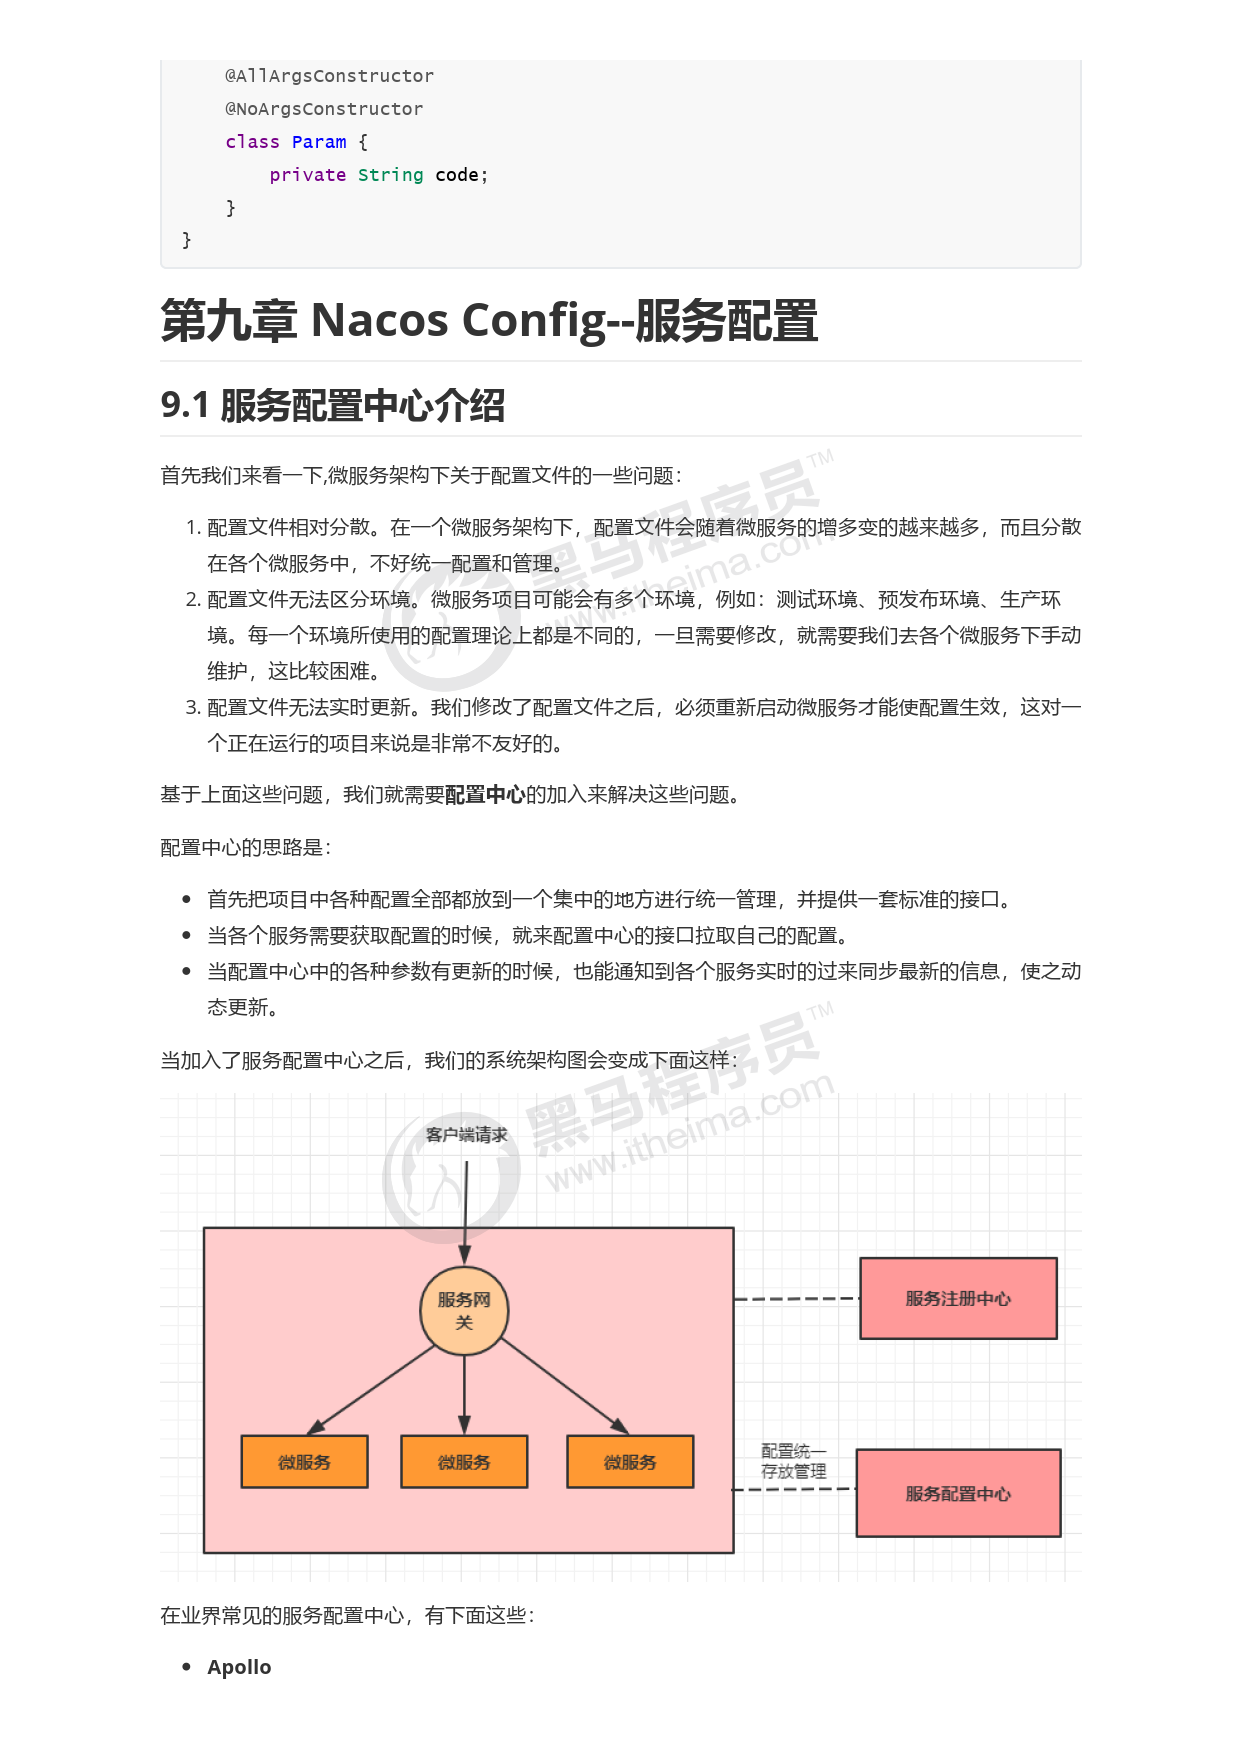 @AllArgsConstructor
@NoArgsConstructor
class Param {
private String code;
}
}
第九章 Nacos Config--服务配置
9.1 服务配置中心介绍
首先我们来看一下,微服务架构下关于配置文件的一些问题：
1. 配置文件相对分散。在一个微服务架构下，配置文件会随着微服务的增多变的越来越多，而且分散
在各个微服务中，不好统一配置和管理。
2. 配置文件无法区分环境。微服务项目可能会有多个环境，例如：测试环境、预发布环境、生产环
境。每一个环境所使用的配置理论上都是不同的，一旦需要修改，就需要我们去各个微服务下手动
维护，这比较困难。
3. 配置文件无法实时更新。我们修改了配置文件之后，必须重新启动微服务才能使配置生效，这对一
个正在运行的项目来说是非常不友好的。
基于上面这些问题，我们就需要配置中心的加入来解决这些问题。
配置中心的思路是：
• 首先把项目中各种配置全部都放到一个集中的地方进行统一管理，并提供一套标准的接口。
• 当各个服务需要获取配置的时候，就来配置中心的接口拉取自己的配置。
• 当配置中心中的各种参数有更新的时候，也能通知到各个服务实时的过来同步最新的信息，使之动
态更新。
当加入了服务配置中心之后，我们的系统架构图会变成下面这样：
客户端请求
服务网
关
服务注册中心
微服务 微服务 微服务
配置统一
存放管理
服务配置中心
在业界常见的服务配置中心，有下面这些：
• Apollo
黑马程序员™
www.itheima.com
黑马程序员™
www.itheima.com